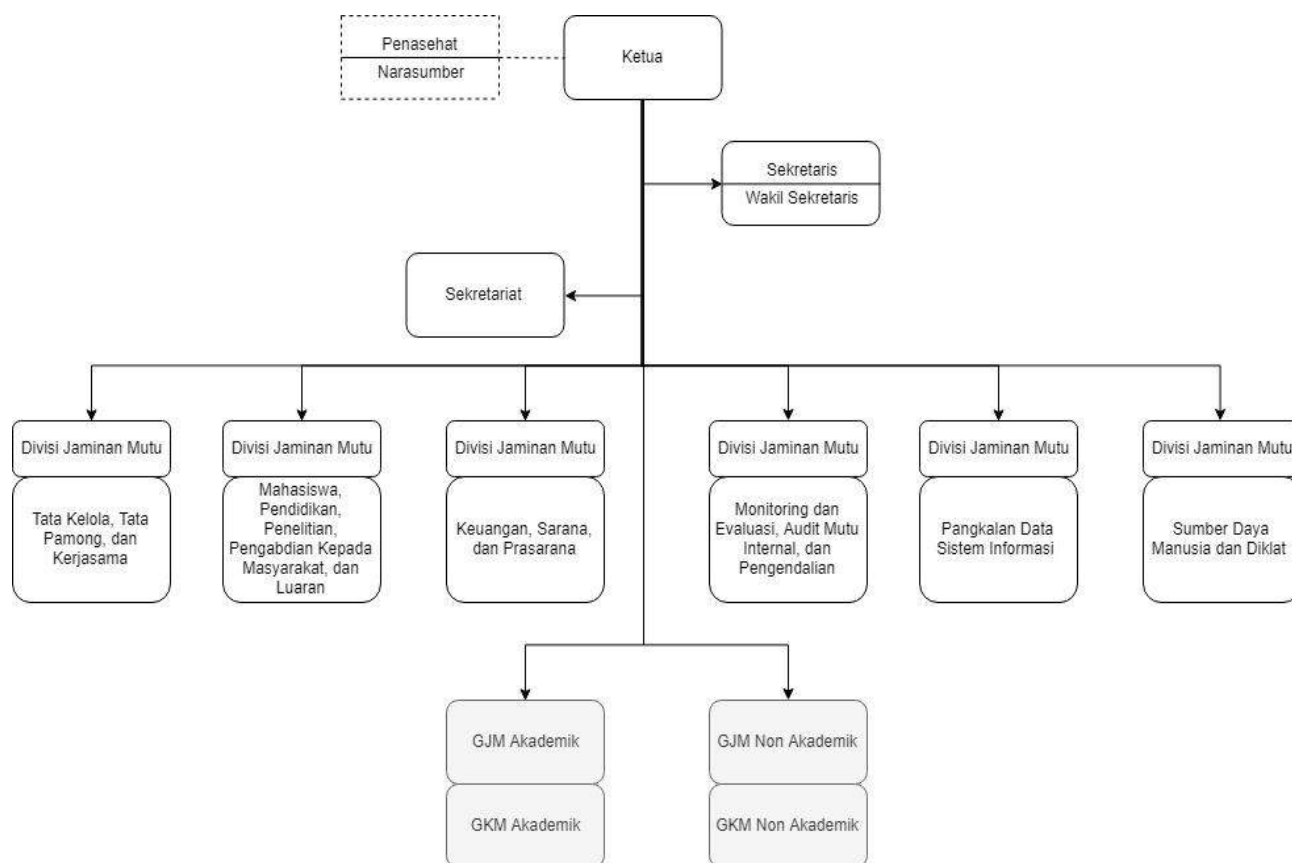 Penasehat
Narasumber
Ketua
Sekretaris
Wakil Sekretaris
Sekretariat
Divisi Jaminan Mutu
Tata Kelola, Tata
Pamong, dan
Kerjasama
Divisi Jaminan Mutu
Mahasiswa,
Pendidikan,
Penelitian,
Pengabdian Kepada
Masyarakat, dan
Luaran
Divisi Jaminan Mutu
Keuangan, Sarana,
dan Prasarana
Divisi Jaminan Mutu
Monitoring dan
Evaluasi, Audit Mutu
Internal, dan
Pengendalian
Divisi Jaminan Mutu
Pangkalan Data
Sistem Informasi
Divisi Jaminan Mutu
Sumber Daya
Manusia dan Diklat
GJM Akademik
GKM Akademik
GJM Non Akademik
GKM Non Akademik